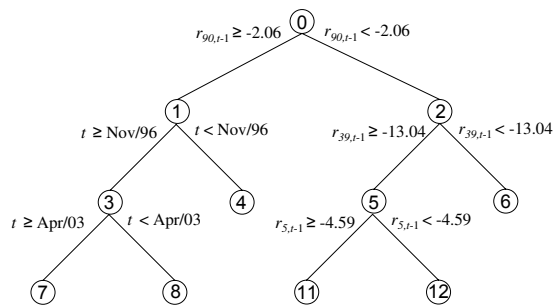 0
r90,t-1 ≥ -2.06 r90,t-1 < -2.06
1 2
t ≥ Nov/96 t < Nov/96 r39,t-1 ≥ -13.04 r39,t-1 < -13.04
3 4 5 6
t ≥ Apr/03 t < Apr/03 r5,t-1 ≥ -4.59 r5,t-1 < -4.59
7 8 11 12